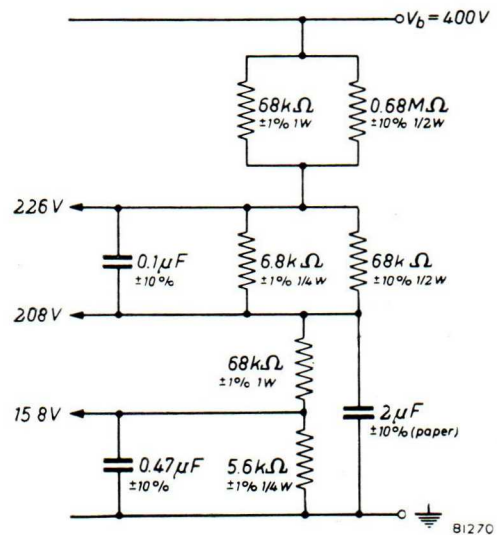 V_b = 400V
68kΩ
±1% 1W
0.68MΩ
±10% 1/2W
226V
0.1μF
±10%
6.8kΩ
±1% 1/4W
68kΩ
±10% 1/2W
208V
68kΩ
±1% 1W
15.8V
2μF
±10% (paper)
0.47μF
±10%
5.6kΩ
±1% 1/4W
81270